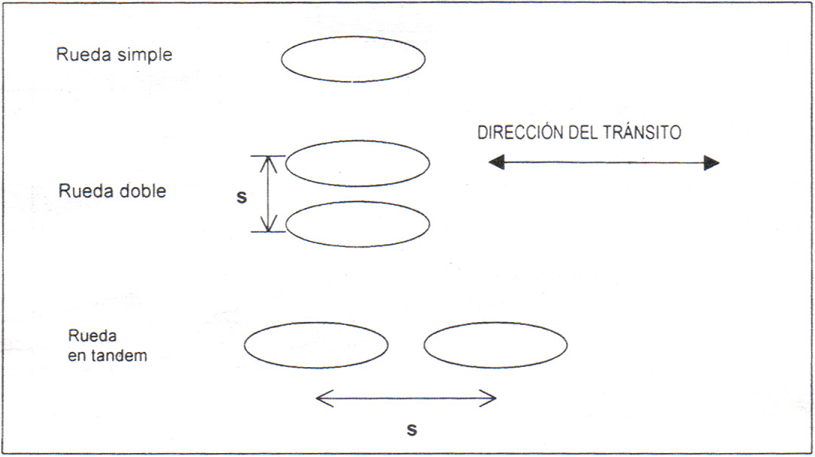 Rueda simple
DIRECCIÓN DEL TRÁNSITO
Rueda doble
s
Rueda
en tandem
s